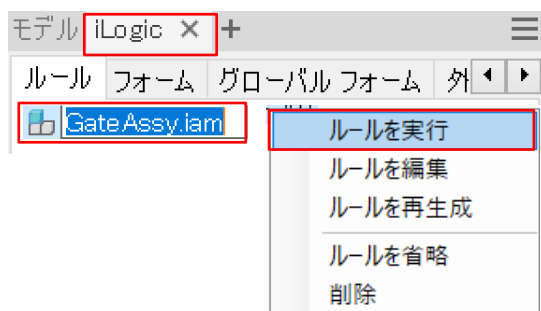 モデル iLogic × +
ルール フォーム グローバル フォーム 外
GateAssy.iam
ルールを実行
ルールを編集
ルールを再生成
ルールを省略
削除